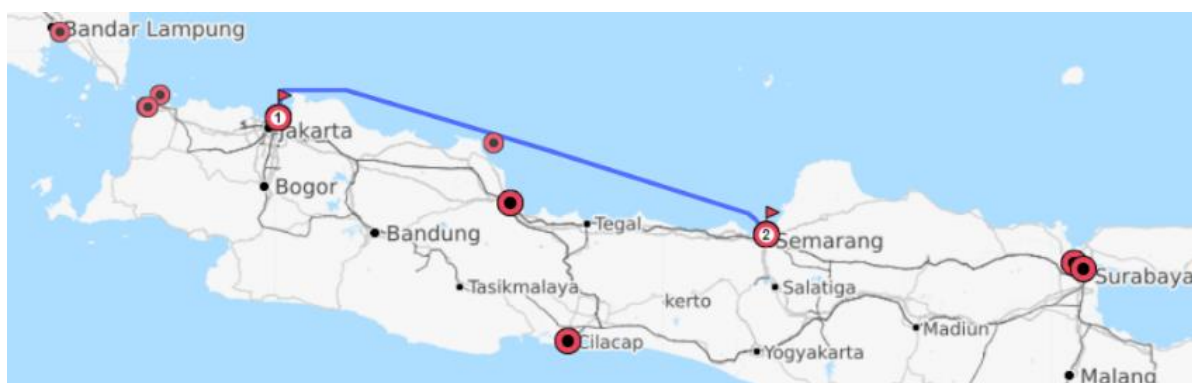 Bandar Lampung
1
Jakarta
Bogor
Bandung
Tegal
2
Semarang
Surabaya
Tasikmalaya
Salatiga
kerto
Cilacap
Madiun
Yogyakarta
Malang